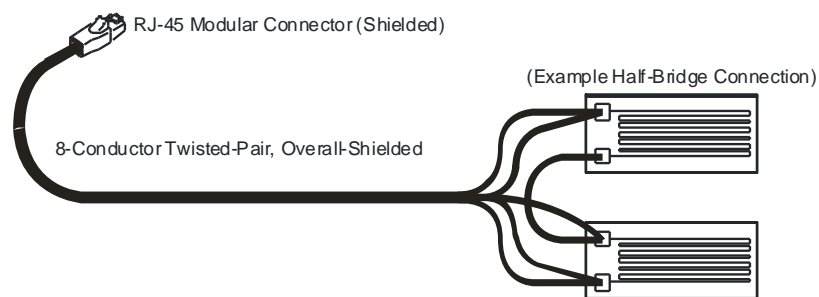 RJ-45 Modular Connector (Shielded)
(Example Half-Bridge Connection)
8-Conductor Twisted-Pair, Overall-Shielded